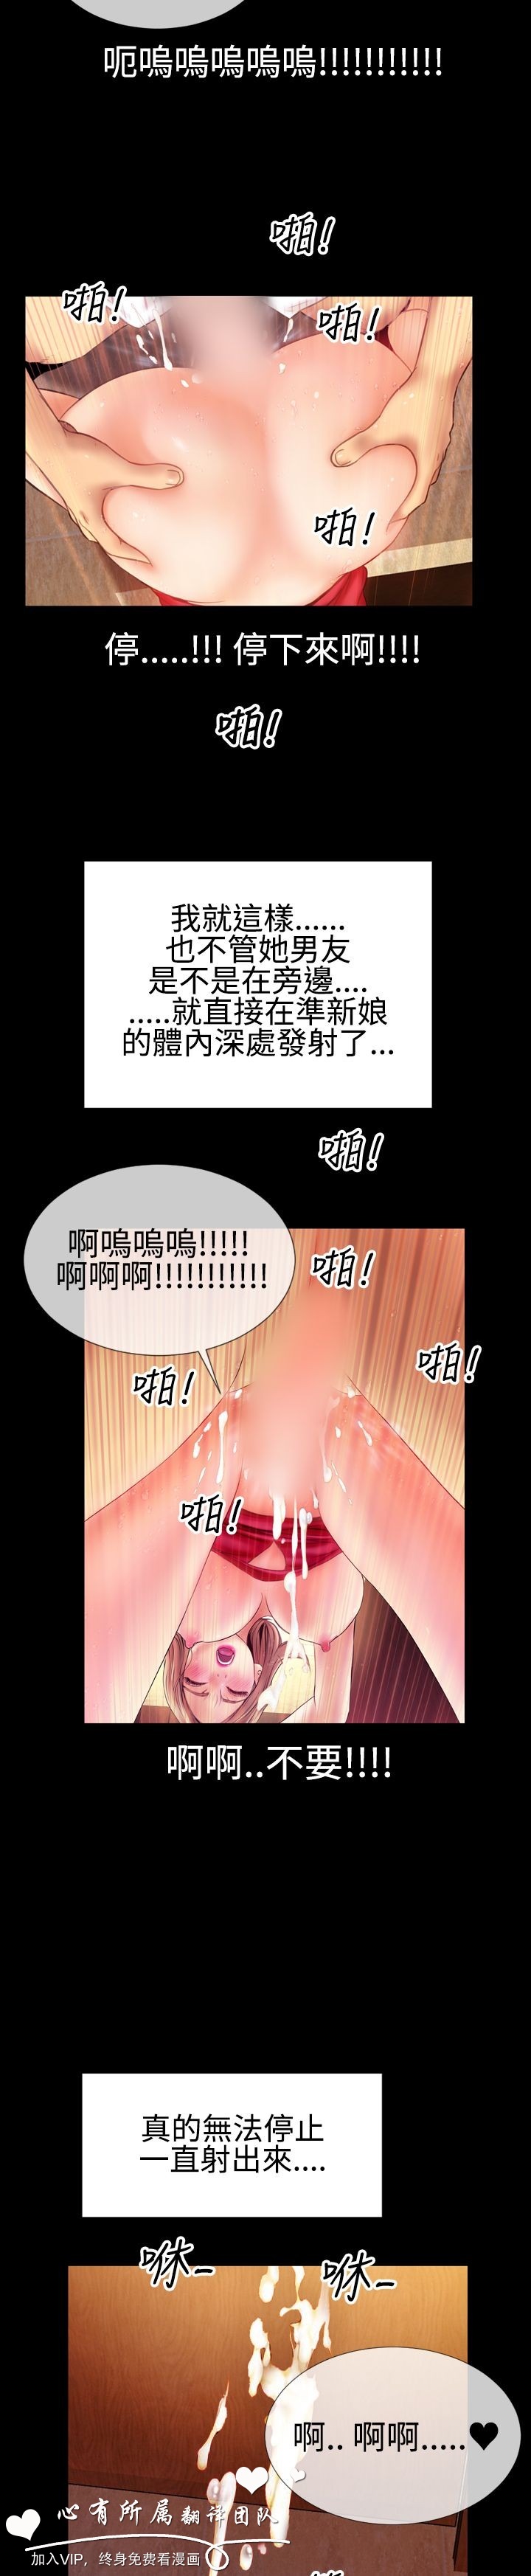 呃嗚嗚嗚嗚嗚!!!!!!!!!!!
啪!
啪!
啪!
啪!
停.....!!! 停下來啊!!!!
啪!
我就這樣......
也不管她男友
是不是在旁邊....
.....就直接在準新娘
的體內深處發射了...
啪!
啊嗚嗚嗚!!!!!
啊啊啊!!!!!!!!!!!
啪!
啪!
啪!
啪!
啊啊..不要!!!!
真的無法停止
一直射出來....
咻~
咻~
啊.. 啊啊.....♥
心有所属翻译团队
加入VIP，终身免费看漫画